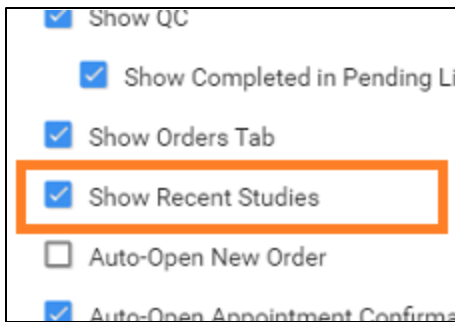 Show QC
Show Completed in Pending Li
Show Orders Tab
Show Recent Studies
Auto-Open New Order
Auto-Open Appointment Confirma